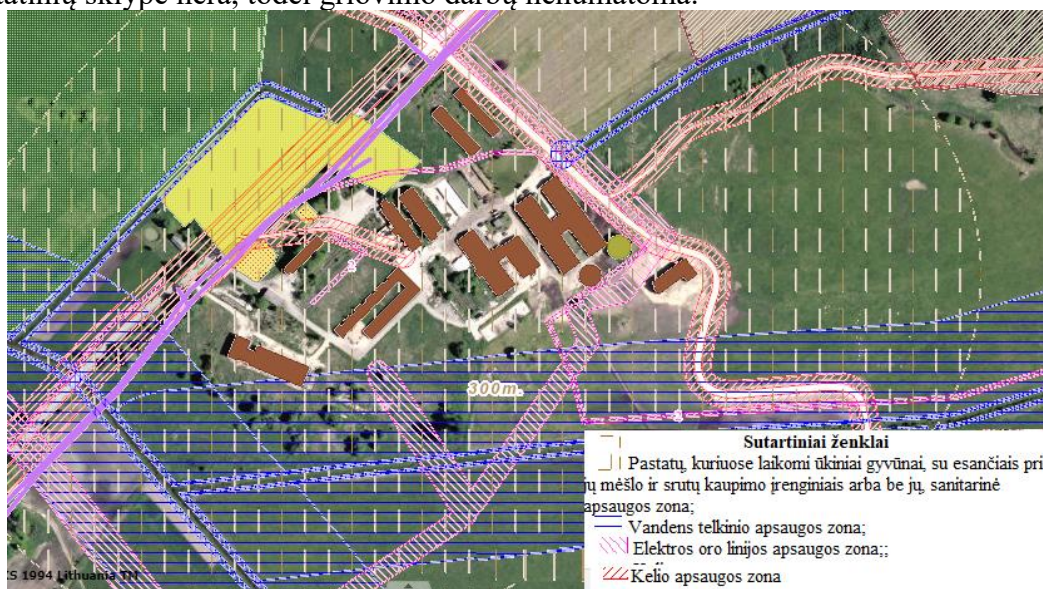 statinių sklype nėra, todėl griovimo darbų nenumatoma.
300m.
Sutartiniai ženklai
Pastatų, kuriuose laikomi ūkiniai gyvūnai, su esančiais pri
jų mėšlo ir srutų kaupimo įrenginiais arba be jų, sanitarinė
apsaugos zona;
Vandens telkinio apsaugos zona;
Elektros oro linijos apsaugos zona;;
Kelio apsaugos zona
CS 1994 Lithuania TM